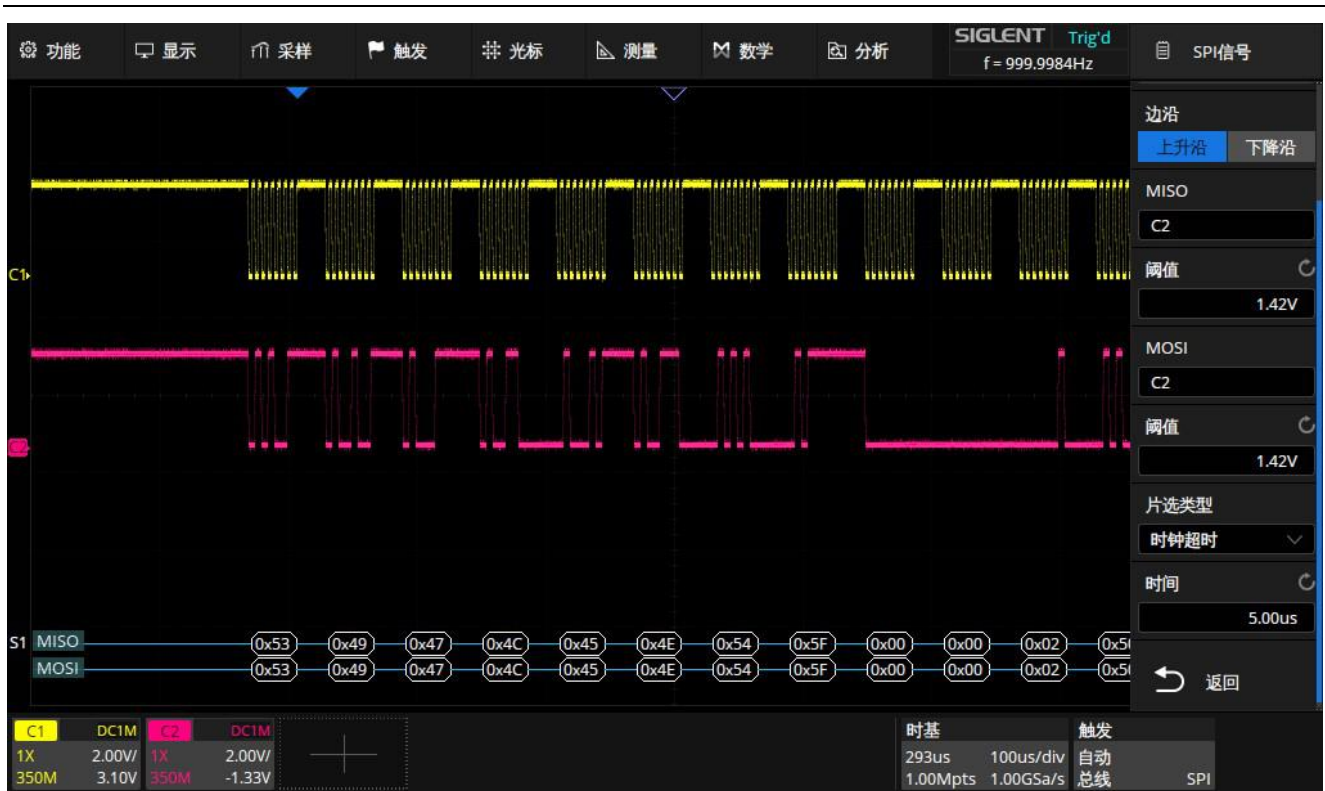 功能 显示 采样 触发 光标 测量 数学 分析 SIGLENT Trig'd SPI信号
f = 999.9984Hz
边沿
上升沿 下降沿
MISO
C2
阈值
1.42V
MOSI
C2
阈值
1.42V
片选类型
时钟超时
时间
5.00us
返回
C1
C2
S1 MISO 0x53 0x49 0x47 0x4C 0x45 0x4E 0x54 0x5F 0x00 0x00 0x02
MOSI 0x53 0x49 0x47 0x4C 0x45 0x4E 0x54 0x5F 0x00 0x00 0x02
C1 DC1M C2 DC1M 时基 触发
1X 2.00V/ 1X 2.00V/ 293us 100us/div 自动
350M 3.10V 350M -1.33V 1.00Mpts 1.00GSa/s 总线 SPI